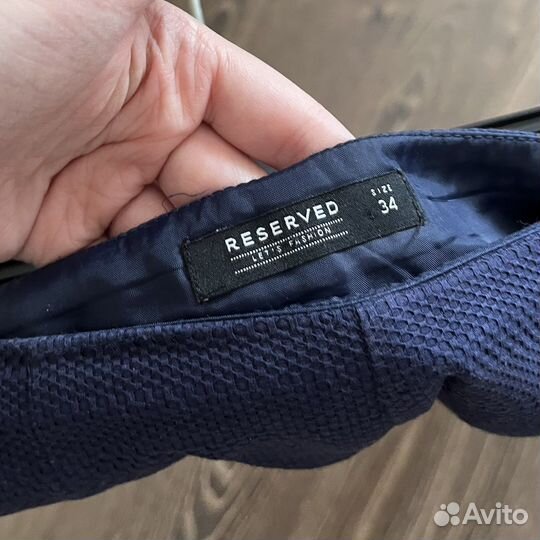 RESERVED
LET'S FASHION
SIZE
34
Avito